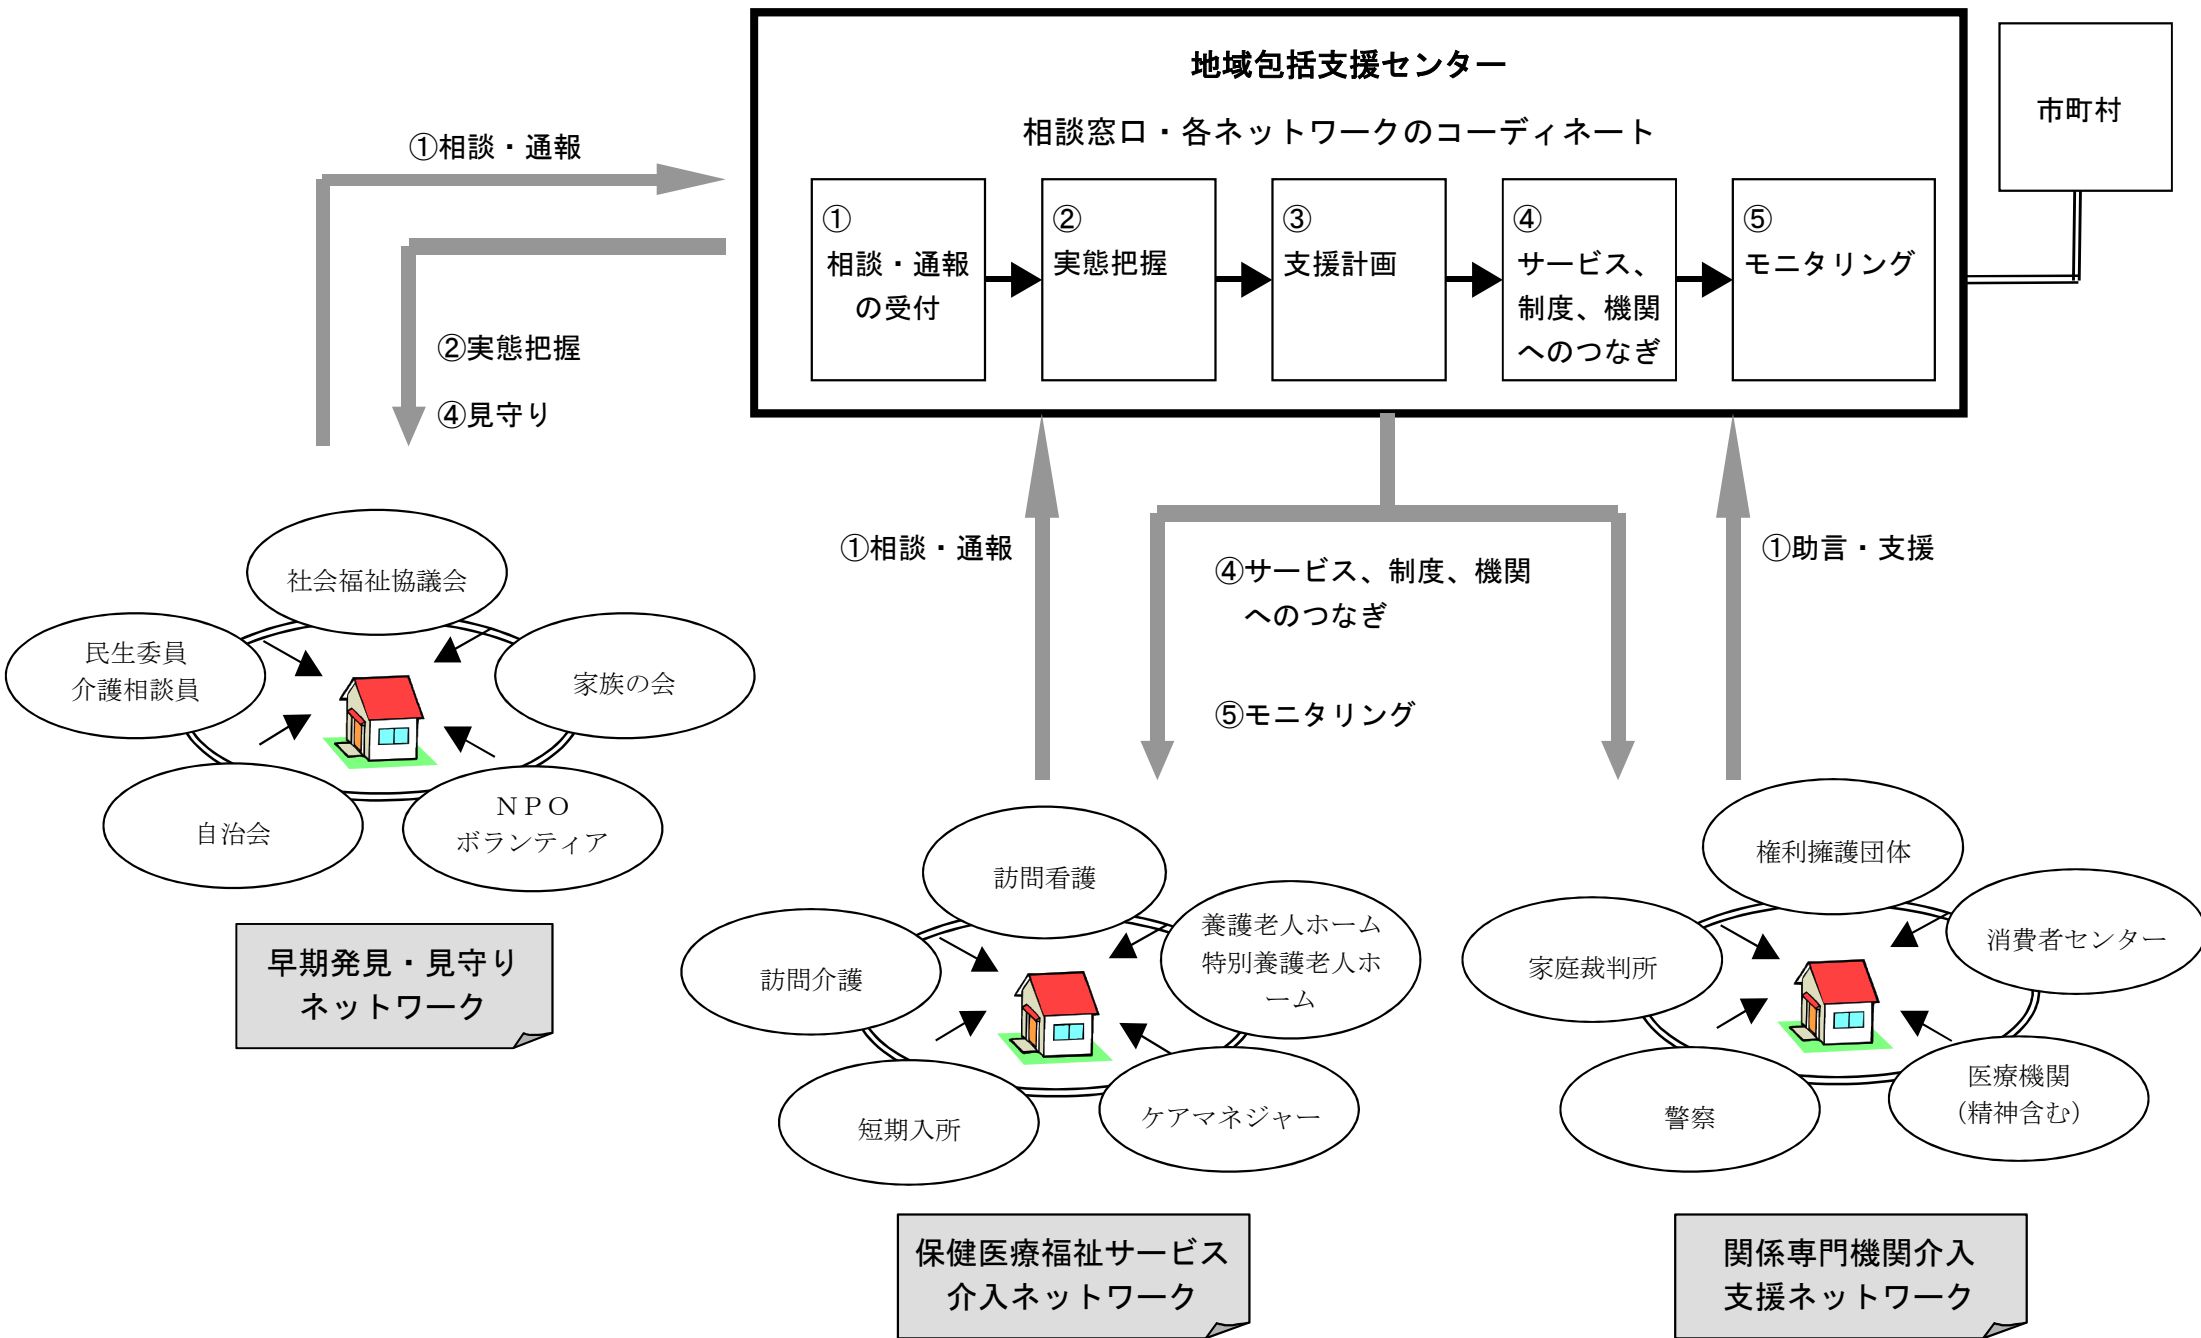 地域包括支援センター
相談窓口・各ネットワークのコーディネート
市町村
①相談・通報
①
相談・通報
の受付
②
実態把握
③
支援計画
④
サービス、
制度、機関
へのつなぎ
⑤
モニタリング
②実態把握
④見守り
①相談・通報
④サービス、制度、機関
へのつなぎ
⑤モニタリング
①助言・支援
社会福祉協議会
民生委員
介護相談員
家族の会
自治会
ＮＰＯ
ボランティア
早期発見・見守り
ネットワーク
訪問看護
訪問介護
養護老人ホーム
特別養護老人ホ
ーム
短期入所
ケアマネジャー
保健医療福祉サービス
介入ネットワーク
権利擁護団体
家庭裁判所
消費者センター
警察
医療機関
（精神含む）
関係専門機関介入
支援ネットワーク